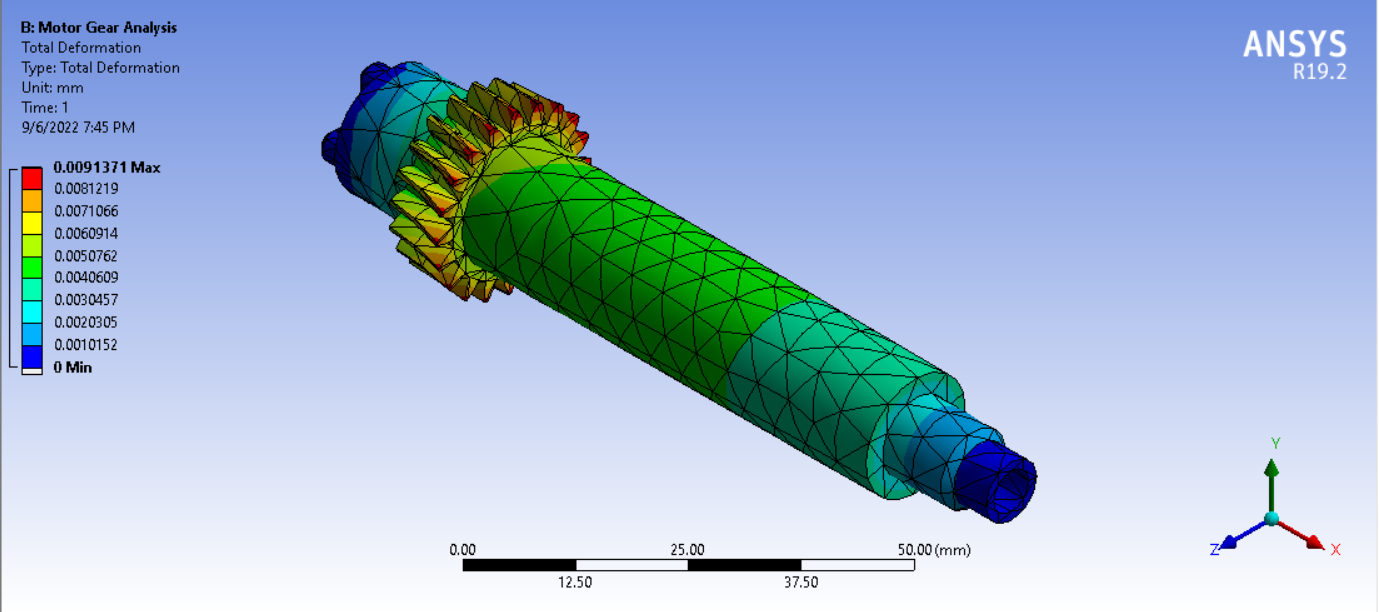 B: Motor Gear Analysis
Total Deformation
Type: Total Deformation
Unit: mm
Time: 1
9/6/2022 7:45 PM
0.0091371 Max
0.0081219
0.0071066
0.0060914
0.0050762
0.0040609
0.0030457
0.0020305
0.0010152
0 Min
ANSYS
R19.2
0.00
25.00
50.00 (mm)
12.50
37.50
Y
Z
X